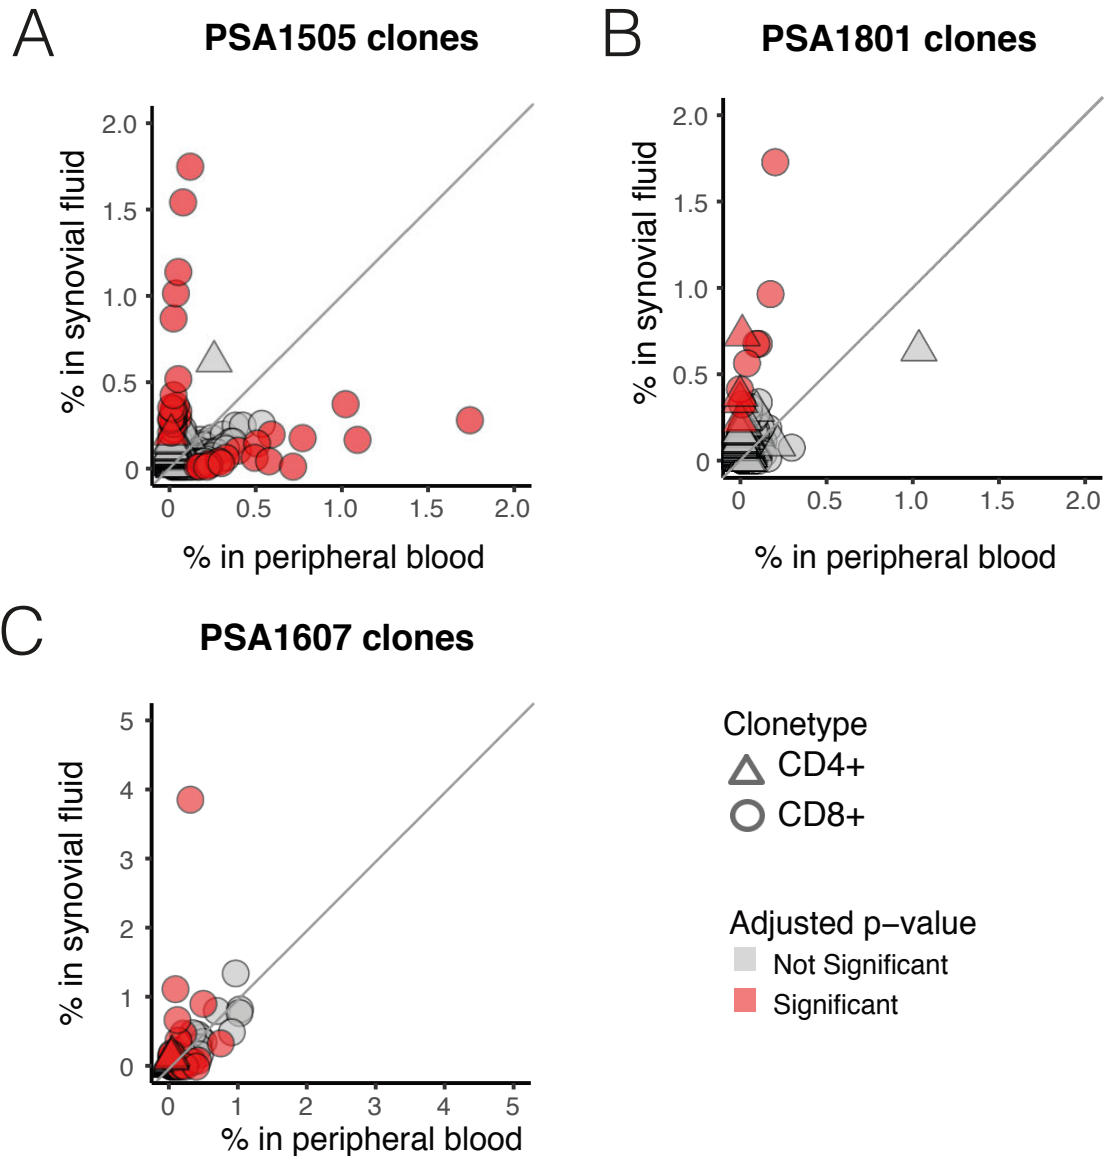 A
PSA1505 clones
% in synovial fluid
2.0
1.5
1.0
0.5
0
0
0.5
1.0
1.5
2.0
% in peripheral blood
B
PSA1801 clones
% in synovial fluid
2.0
1.5
1.0
0.5
0
0
0.5
1.0
1.5
2.0
% in peripheral blood
C
PSA1607 clones
% in synovial fluid
5
4
3
2
1
0
0
1
2
3
4
5
% in peripheral blood
Clonetype
CD4+
CD8+
Adjusted p−value
Not Significant
Significant